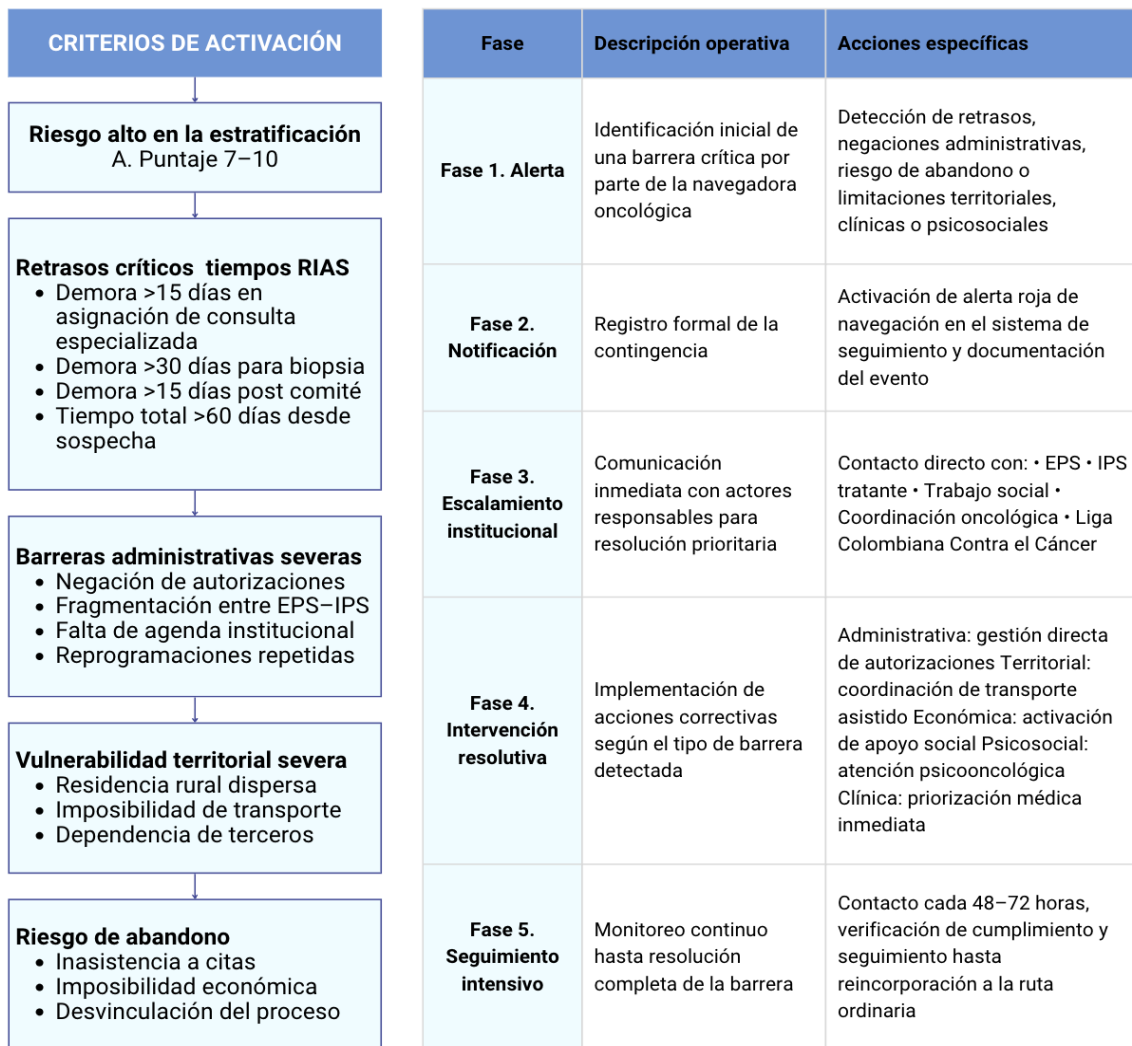 CRITERIOS DE ACTIVACIÓN
Riesgo alto en la estratificación
A. Puntaje 7–10
Retrasos críticos  tiempos RIAS
• Demora >15 días en
asignación de consulta
especializada
• Demora >30 días para biopsia
• Demora >15 días post comité
• Tiempo total >60 días desde
sospecha
Barreras administrativas severas
• Negación de autorizaciones
• Fragmentación entre EPS–IPS
• Falta de agenda institucional
• Reprogramaciones repetidas
Vulnerabilidad territorial severa
• Residencia rural dispersa
• Imposibilidad de transporte
• Dependencia de terceros
Riesgo de abandono
• Inasistencia a citas
• Imposibilidad económica
• Desvinculación del proceso
Fase
Descripción operativa
Acciones específicas
Fase 1. Alerta
Identificación inicial de
una barrera crítica por
parte de la navegadora
oncológica
Detección de retrasos,
negaciones administrativas,
riesgo de abandono o
limitaciones territoriales,
clínicas o psicosociales
Fase 2.
Notificación
Registro formal de la
contingencia
Activación de alerta roja de
navegación en el sistema de
seguimiento y documentación
del evento
Fase 3.
Escalamiento
institucional
Comunicación
inmediata con actores
responsables para
resolución prioritaria
Contacto directo con: • EPS • IPS
tratante • Trabajo social •
Coordinación oncológica • Liga
Colombiana Contra el Cáncer
Fase 4.
Intervención
resolutiva
Implementación de
acciones correctivas
según el tipo de barrera
detectada
Administrativa: gestión directa
de autorizaciones Territorial:
coordinación de transporte
asistido Económica: activación
de apoyo social Psicosocial:
atención psicooncológica
Clínica: priorización médica
inmediata
Fase 5.
Seguimiento
intensivo
Monitoreo continuo
hasta resolución
completa de la barrera
Contacto cada 48–72 horas,
verificación de cumplimiento y
seguimiento hasta
reincorporación a la ruta
ordinaria